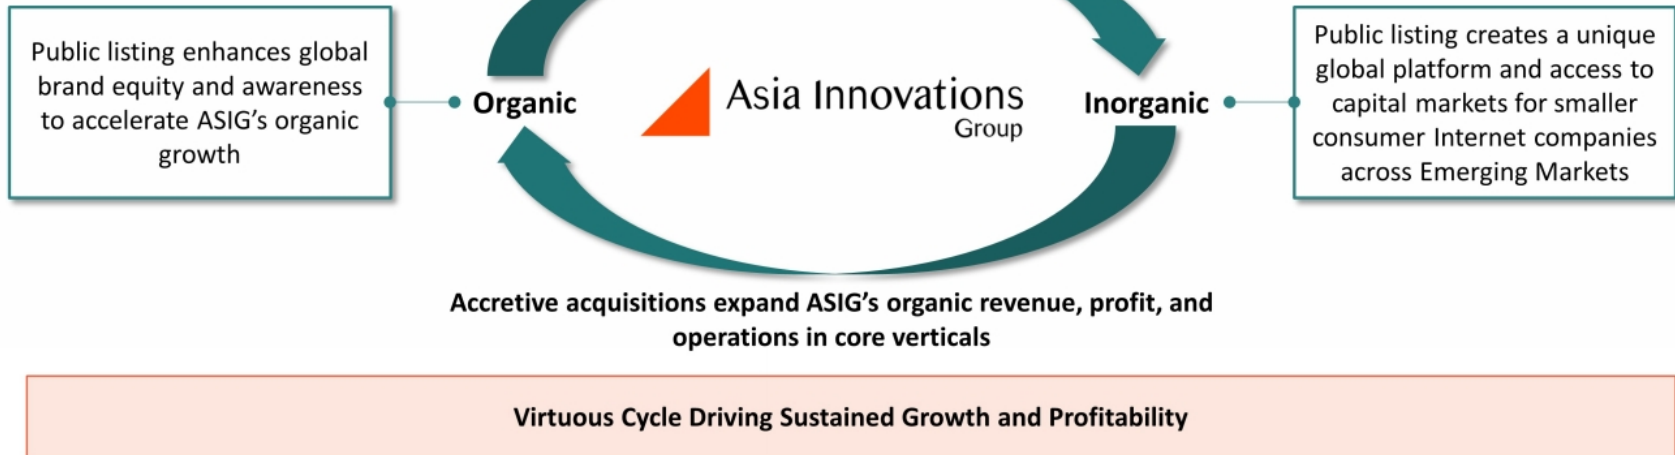 Public listing enhances global
brand equity and awareness
to accelerate ASIG's organic
growth
Organic
Asia Innovations
Group
Inorganic
Public listing creates a unique
global platform and access to
capital markets for smaller
consumer Internet companies
across Emerging Markets
Accretive acquisitions expand ASIG's organic revenue, profit, and
operations in core verticals
Virtuous Cycle Driving Sustained Growth and Profitability